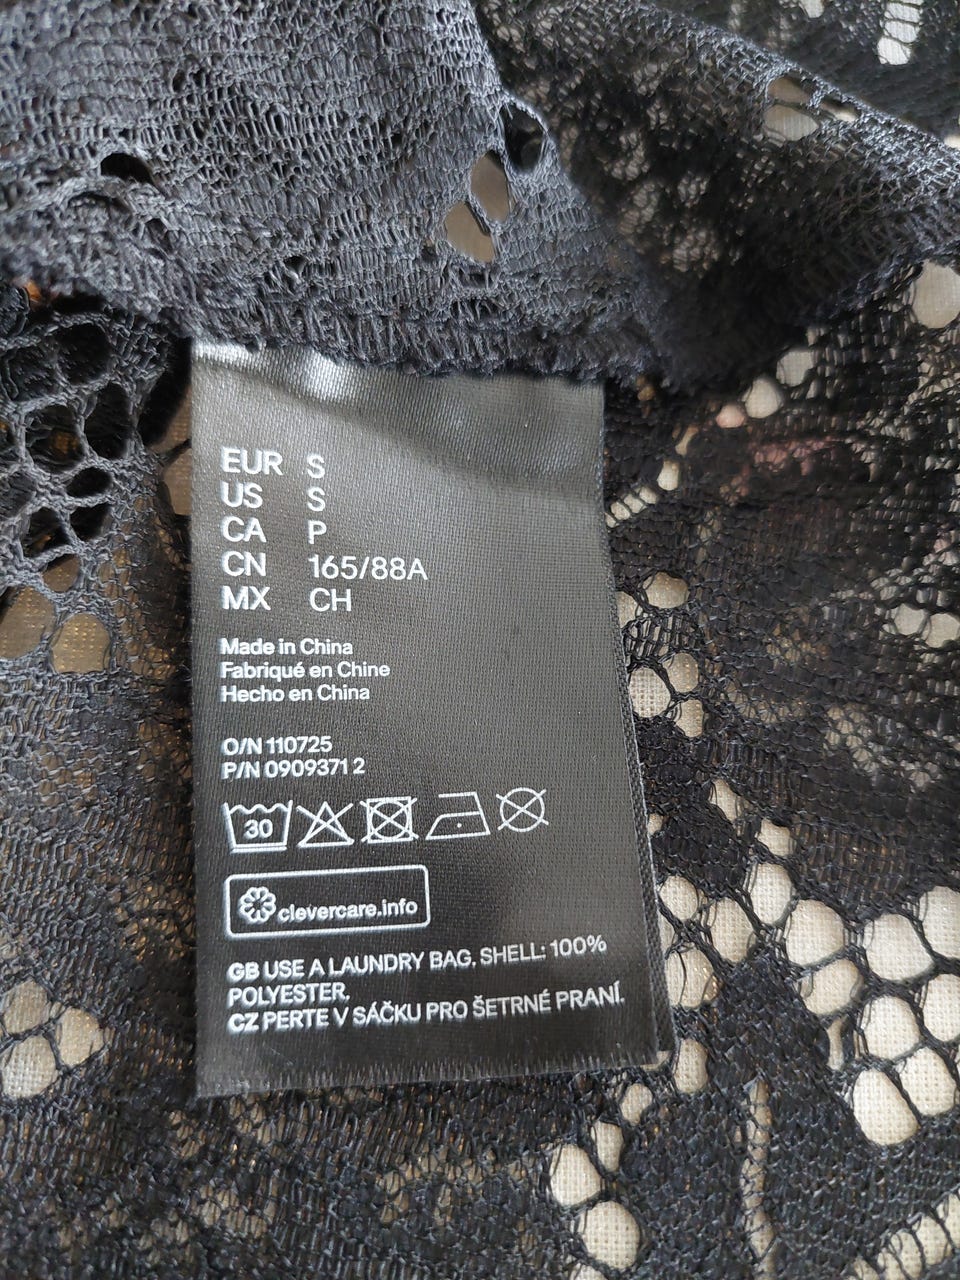 EUR S
US S
CA P
CN 165/88A
MX CH
Made in China
Fabriqué en Chine
Hecho en China
O/N 110725
P/N 0909371 2
30
clevercare.info
GB USE A LAUNDRY BAG. SHELL: 100%
POLYESTER,
CZ PERTE V SÁČKU PRO ŠETRNÉ PRANÍ.